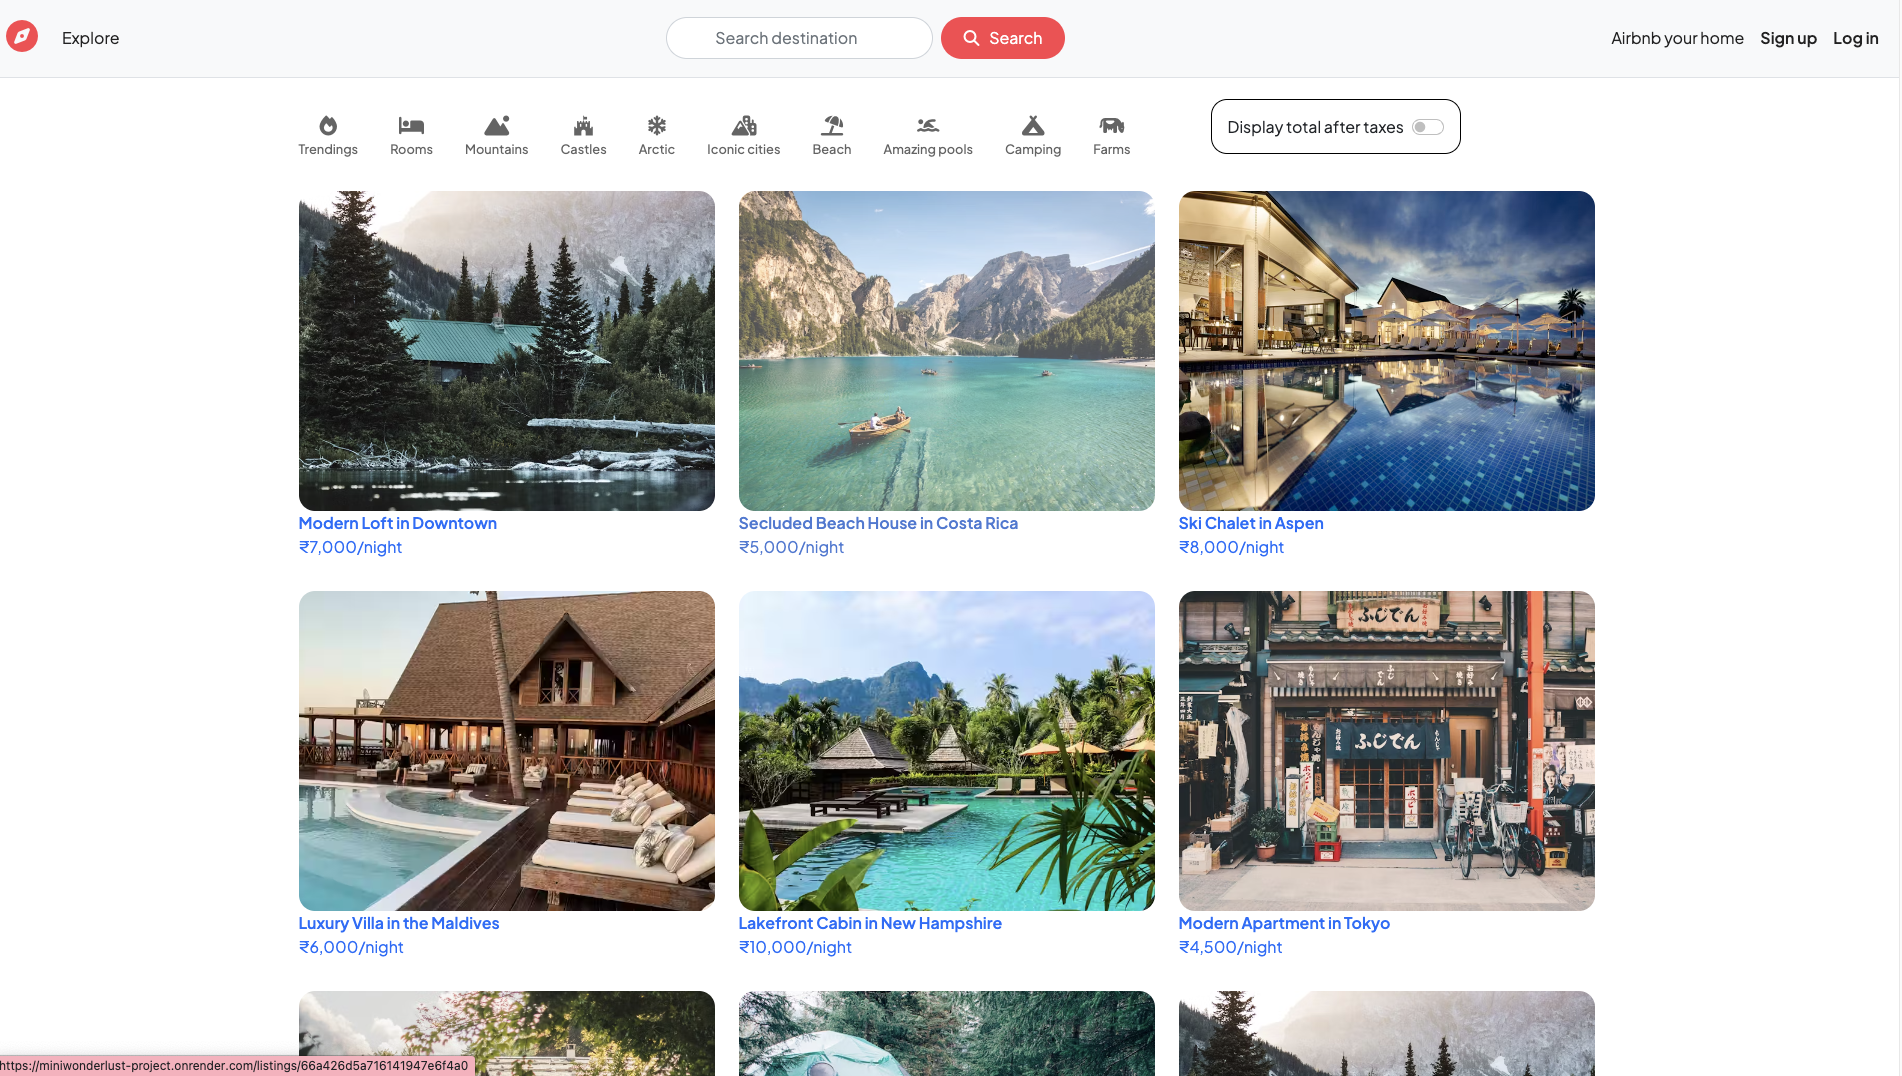 Explore
Search destination
Search
Airbnb your home
Sign up
Log in
Trendings
Rooms
Mountains
Castles
Arctic
Iconic cities
Beach
Amazing pools
Camping
Farms
Display total after taxes
Modern Loft in Downtown
₹7,000/night
Secluded Beach House in Costa Rica
₹5,000/night
Ski Chalet in Aspen
₹8,000/night
ふじでん
ふじでん
Luxury Villa in the Maldives
₹6,000/night
Lakefront Cabin in New Hampshire
₹10,000/night
Modern Apartment in Tokyo
₹4,500/night
https://miniwonderlust-project.onrender.com/listings/66a426d5a716141947e6f4a0